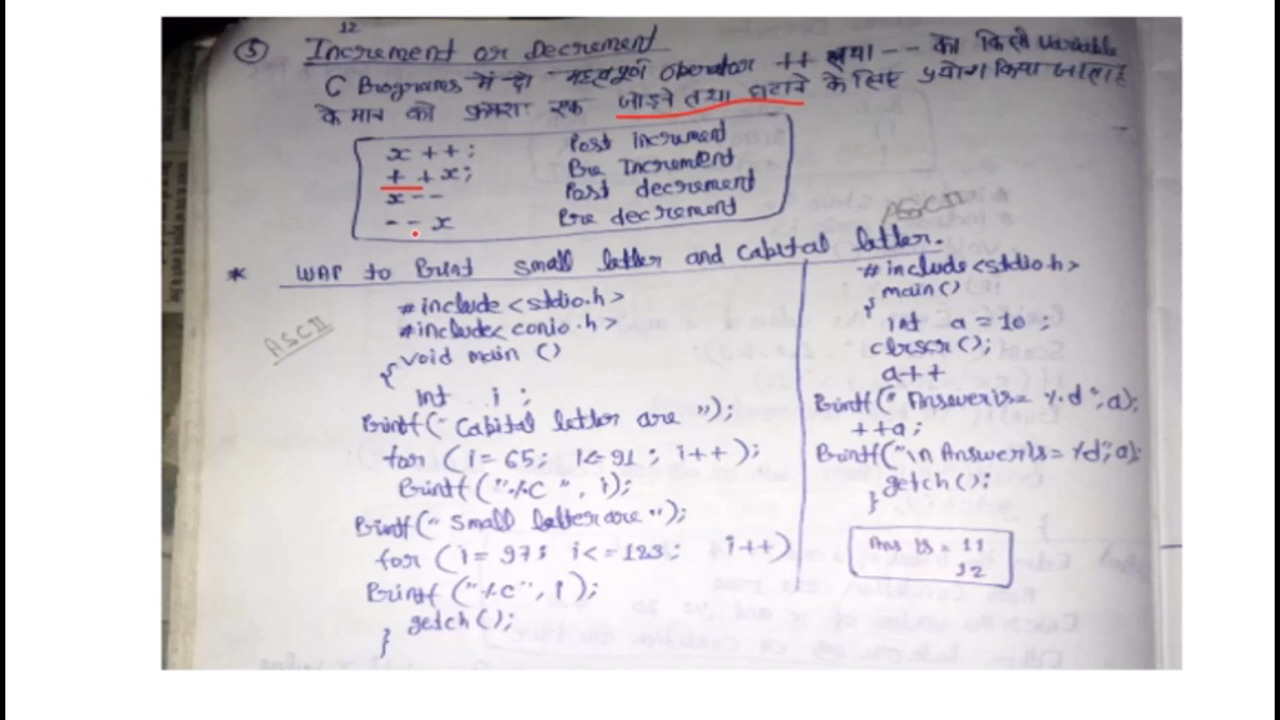 12
⑤ Increment or Decrement
C Programs में दो महत्वपूर्ण operator ++ तथा -- का किसी variable
के मान को क्रमशः एक जोड़ने तथा घटाने के लिए प्रयोग किया जाता है
x ++ ; Post increment
+ +x; Pre Increment
x -- Post decrement
-- x Pre decrement
ASCII
* WAP to Print small letter and capital letter.
ASCII
#include <stdio.h>
#include< conio.h>
void main ()
{
int i ;
Printf(" Capital letter are ");
for (i= 65; i<=91 ; i++);
Printf("%C ", i);
Printf(" Small letter are ");
for (i= 97; i<=123; i++)
Printf ("%c", i);
getch();
}
#include <stdio.h>
main()
{
int a = 10 ;
clrscr();
a++
Printf(" Answer is= %d", a);
++a;
Printf("\n Answer is= %d", a);
getch();
}
Ans is = 11
12